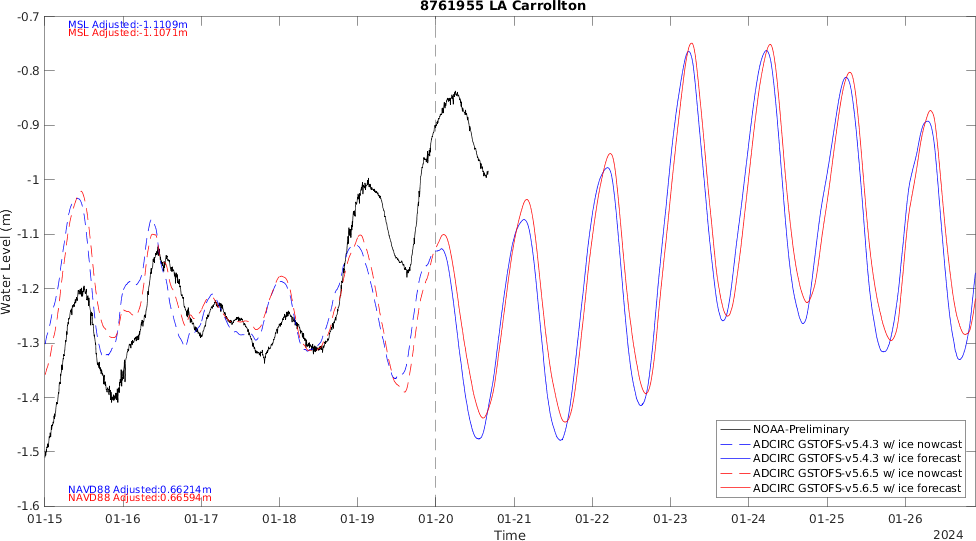 8761955 LA Carrollton
MSL Adjusted:-1.1109m
MSL Adjusted:-1.1071m
-0.7
-0.8
-0.9
-1
-1.1
-1.2
-1.3
-1.4
-1.5
-1.6
Water Level (m)
NOAA-Preliminary
ADCIRC GSTOFS-v5.4.3 w/ ice nowcast
ADCIRC GSTOFS-v5.4.3 w/ ice forecast
ADCIRC GSTOFS-v5.6.5 w/ ice nowcast
ADCIRC GSTOFS-v5.6.5 w/ ice forecast
NAVD88 Adjusted:0.66214m
NAVD88 Adjusted:0.66594m
01-15 01-16 01-17 01-18 01-19 01-20 01-21 01-22 01-23 01-24 01-25 01-26
Time
2024